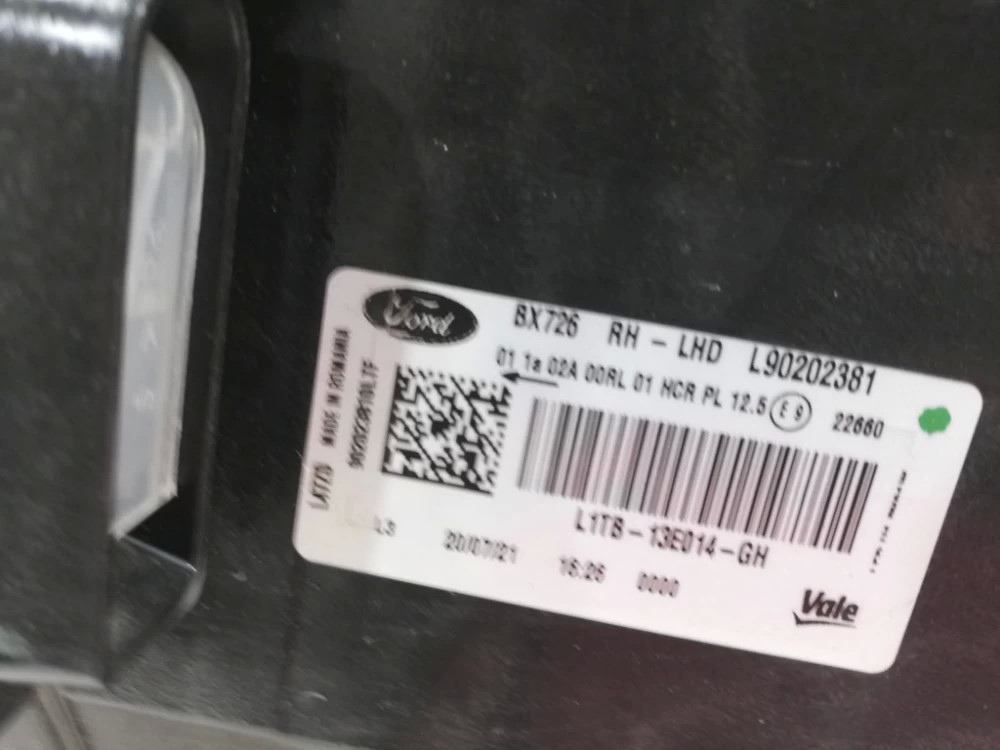 Ford
BX726 RH - LHD L90202381
01 1a 02A 00RL 01 HCR PL 12.5 E9 22660
MADE IN ROMANIA
L1TB-13E014-GH
L3 20/07/21 16:26 0000
Vale